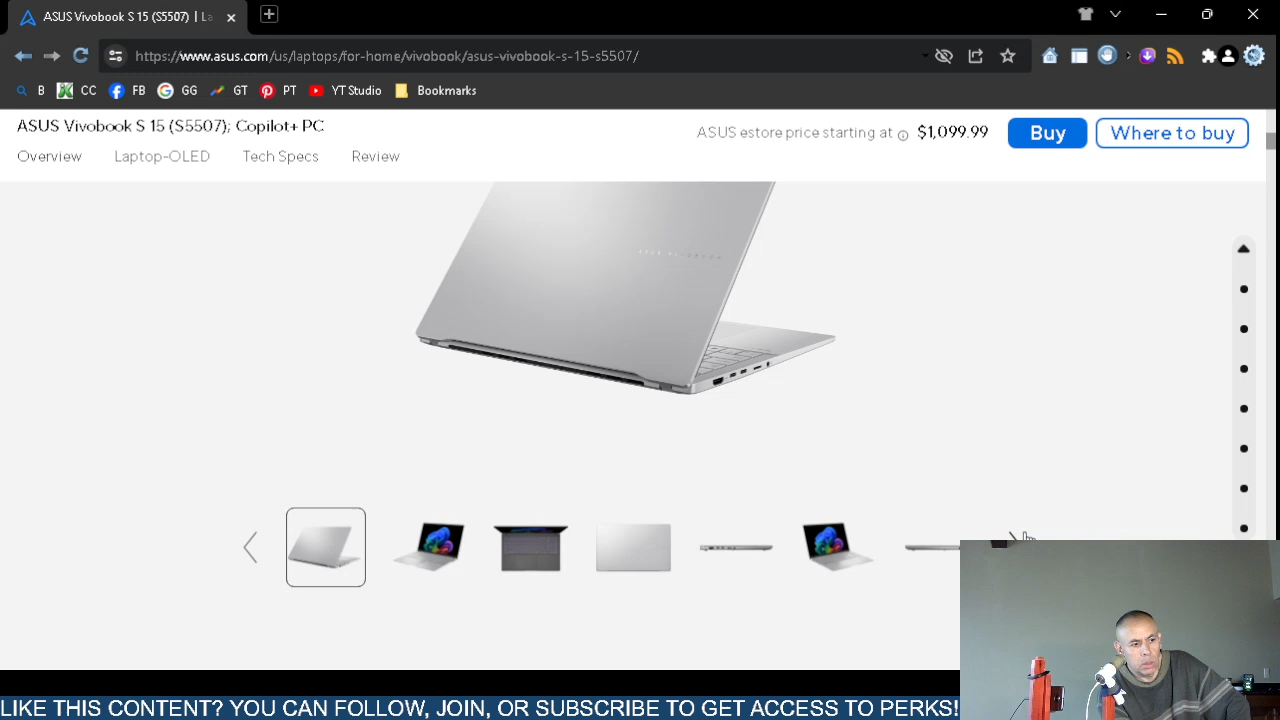 ASUS Vivobook S 15 (S5507) | La
https://www.asus.com/us/laptops/for-home/vivobook/asus-vivobook-s-15-s5507/
B CC FB GG GT PT YT Studio Bookmarks
ASUS Vivobook S 15 (S5507); Copilot+ PC
ASUS estore price starting at $1,099.99 Buy Where to buy
Overview Laptop-OLED Tech Specs Review
ASUS VIVOBOOK
LIKE THIS CONTENT? YOU CAN FOLLOW, JOIN, OR SUBSCRIBE TO GET ACCESS TO PERKS!